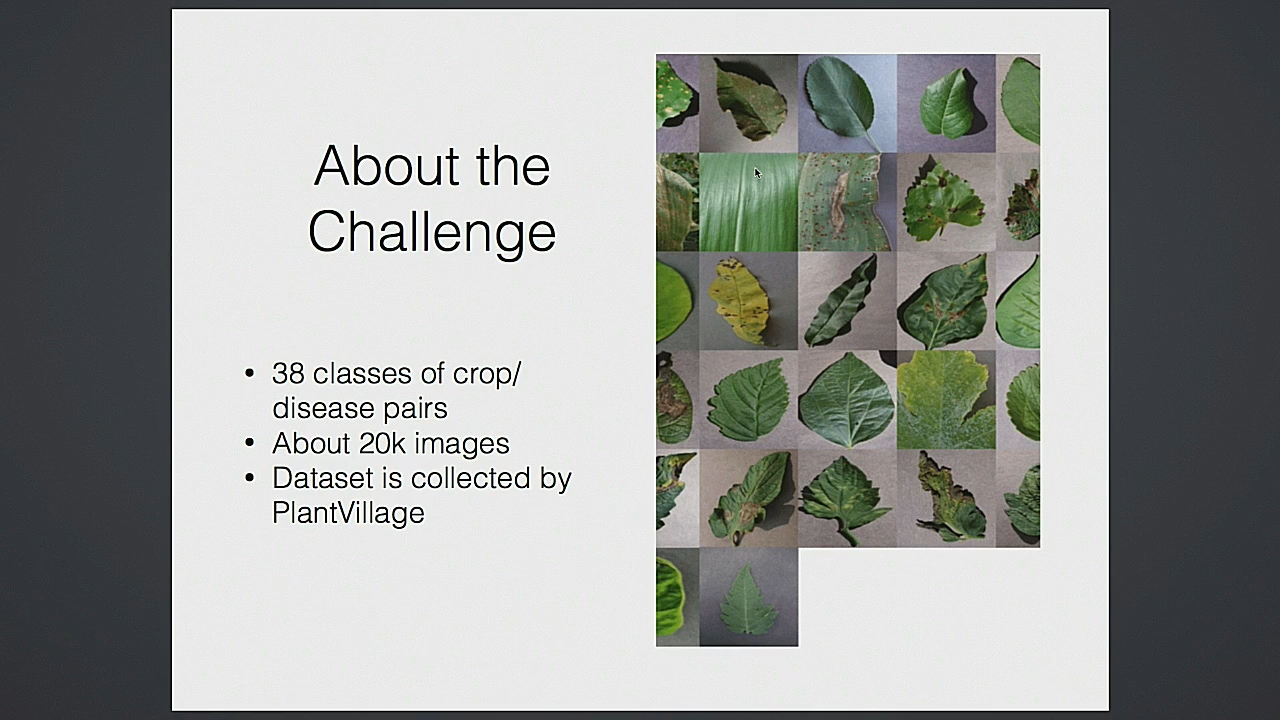 About the
Challenge
• 38 classes of crop/
disease pairs
• About 20k images
• Dataset is collected by
PlantVillage